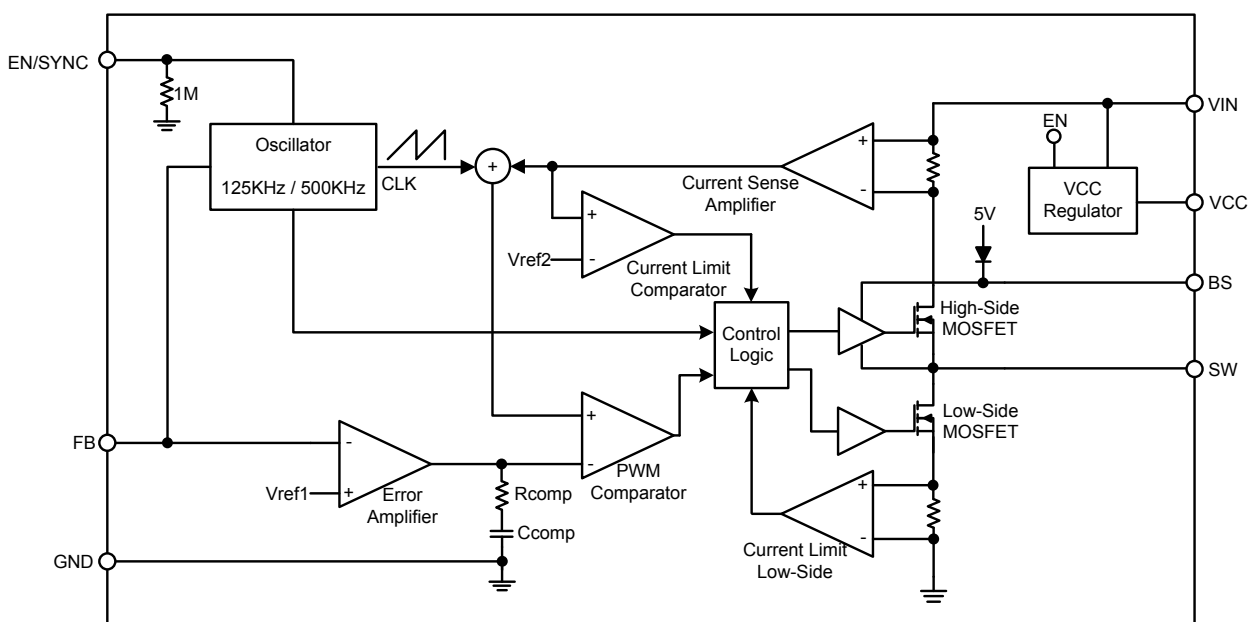 EN/SYNC
1M
Oscillator
125KHz / 500KHz
CLK
+
+
-
Current Sense
Amplifier
VIN
EN
VCC
Regulator
VCC
+
-
Vref2
Current Limit
Comparator
5V
BS
Control
Logic
High-Side
MOSFET
SW
Low-Side
MOSFET
FB
-
+
Vref1
Error
Amplifier
+
-
PWM
Comparator
Rcomp
Ccomp
+
-
Current Limit
Low-Side
GND